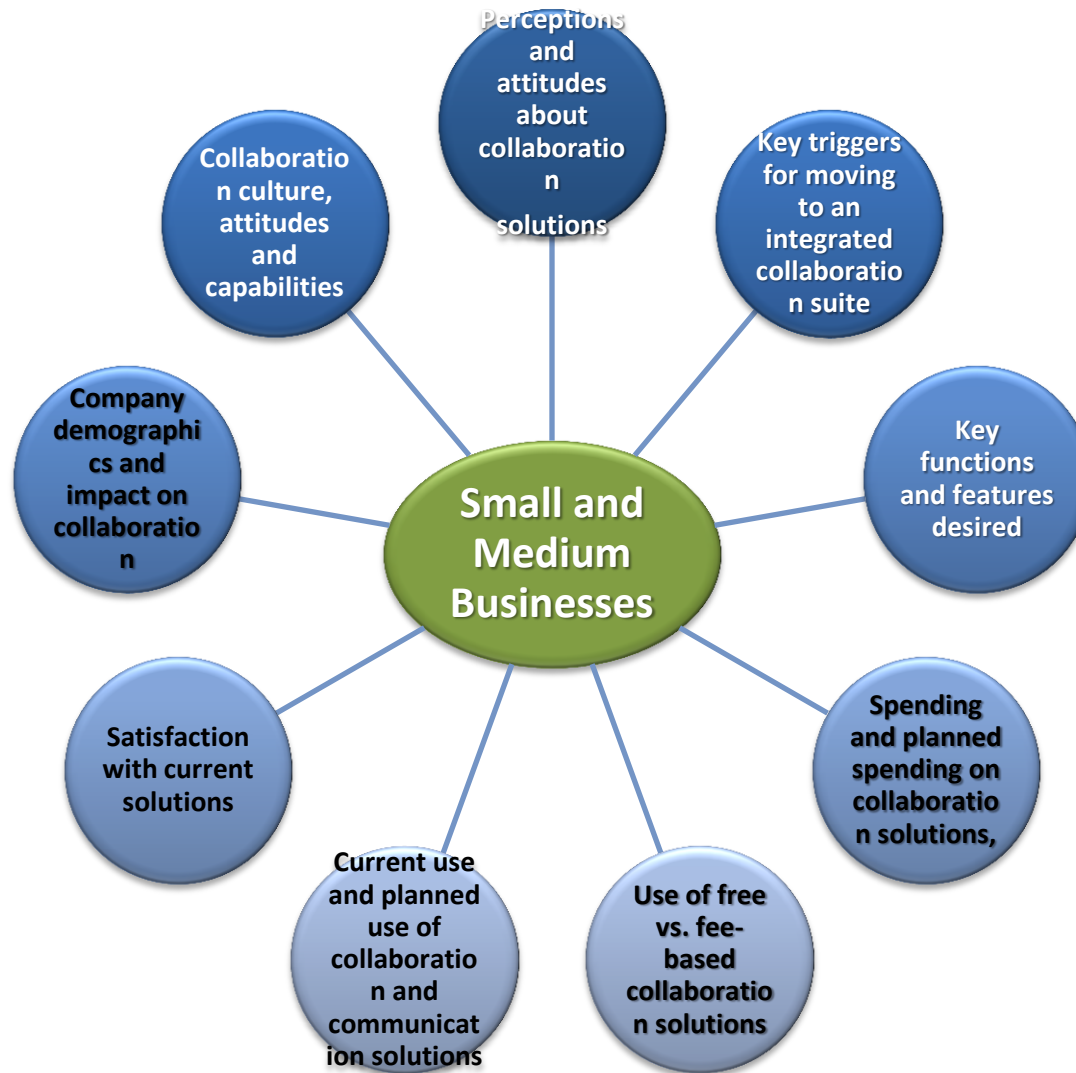 Perceptions
and
attitudes
about
collaboratio
n
solutions
Key triggers
for moving
to an
integrated
collaboratio
n suite
Key
functions
and features
desired
Spending
and planned
spending on
collaboratio
n solutions,
Use of free
vs. fee-
based
collaboratio
n solutions
Current use
and planned
use of
collaboratio
n and
communicat
ion solutions
Satisfaction
with current
solutions
Company
demographi
cs and
impact on
collaboratio
n
Collaboratio
n culture,
attitudes
and
capabilities
Small and
Medium
Businesses